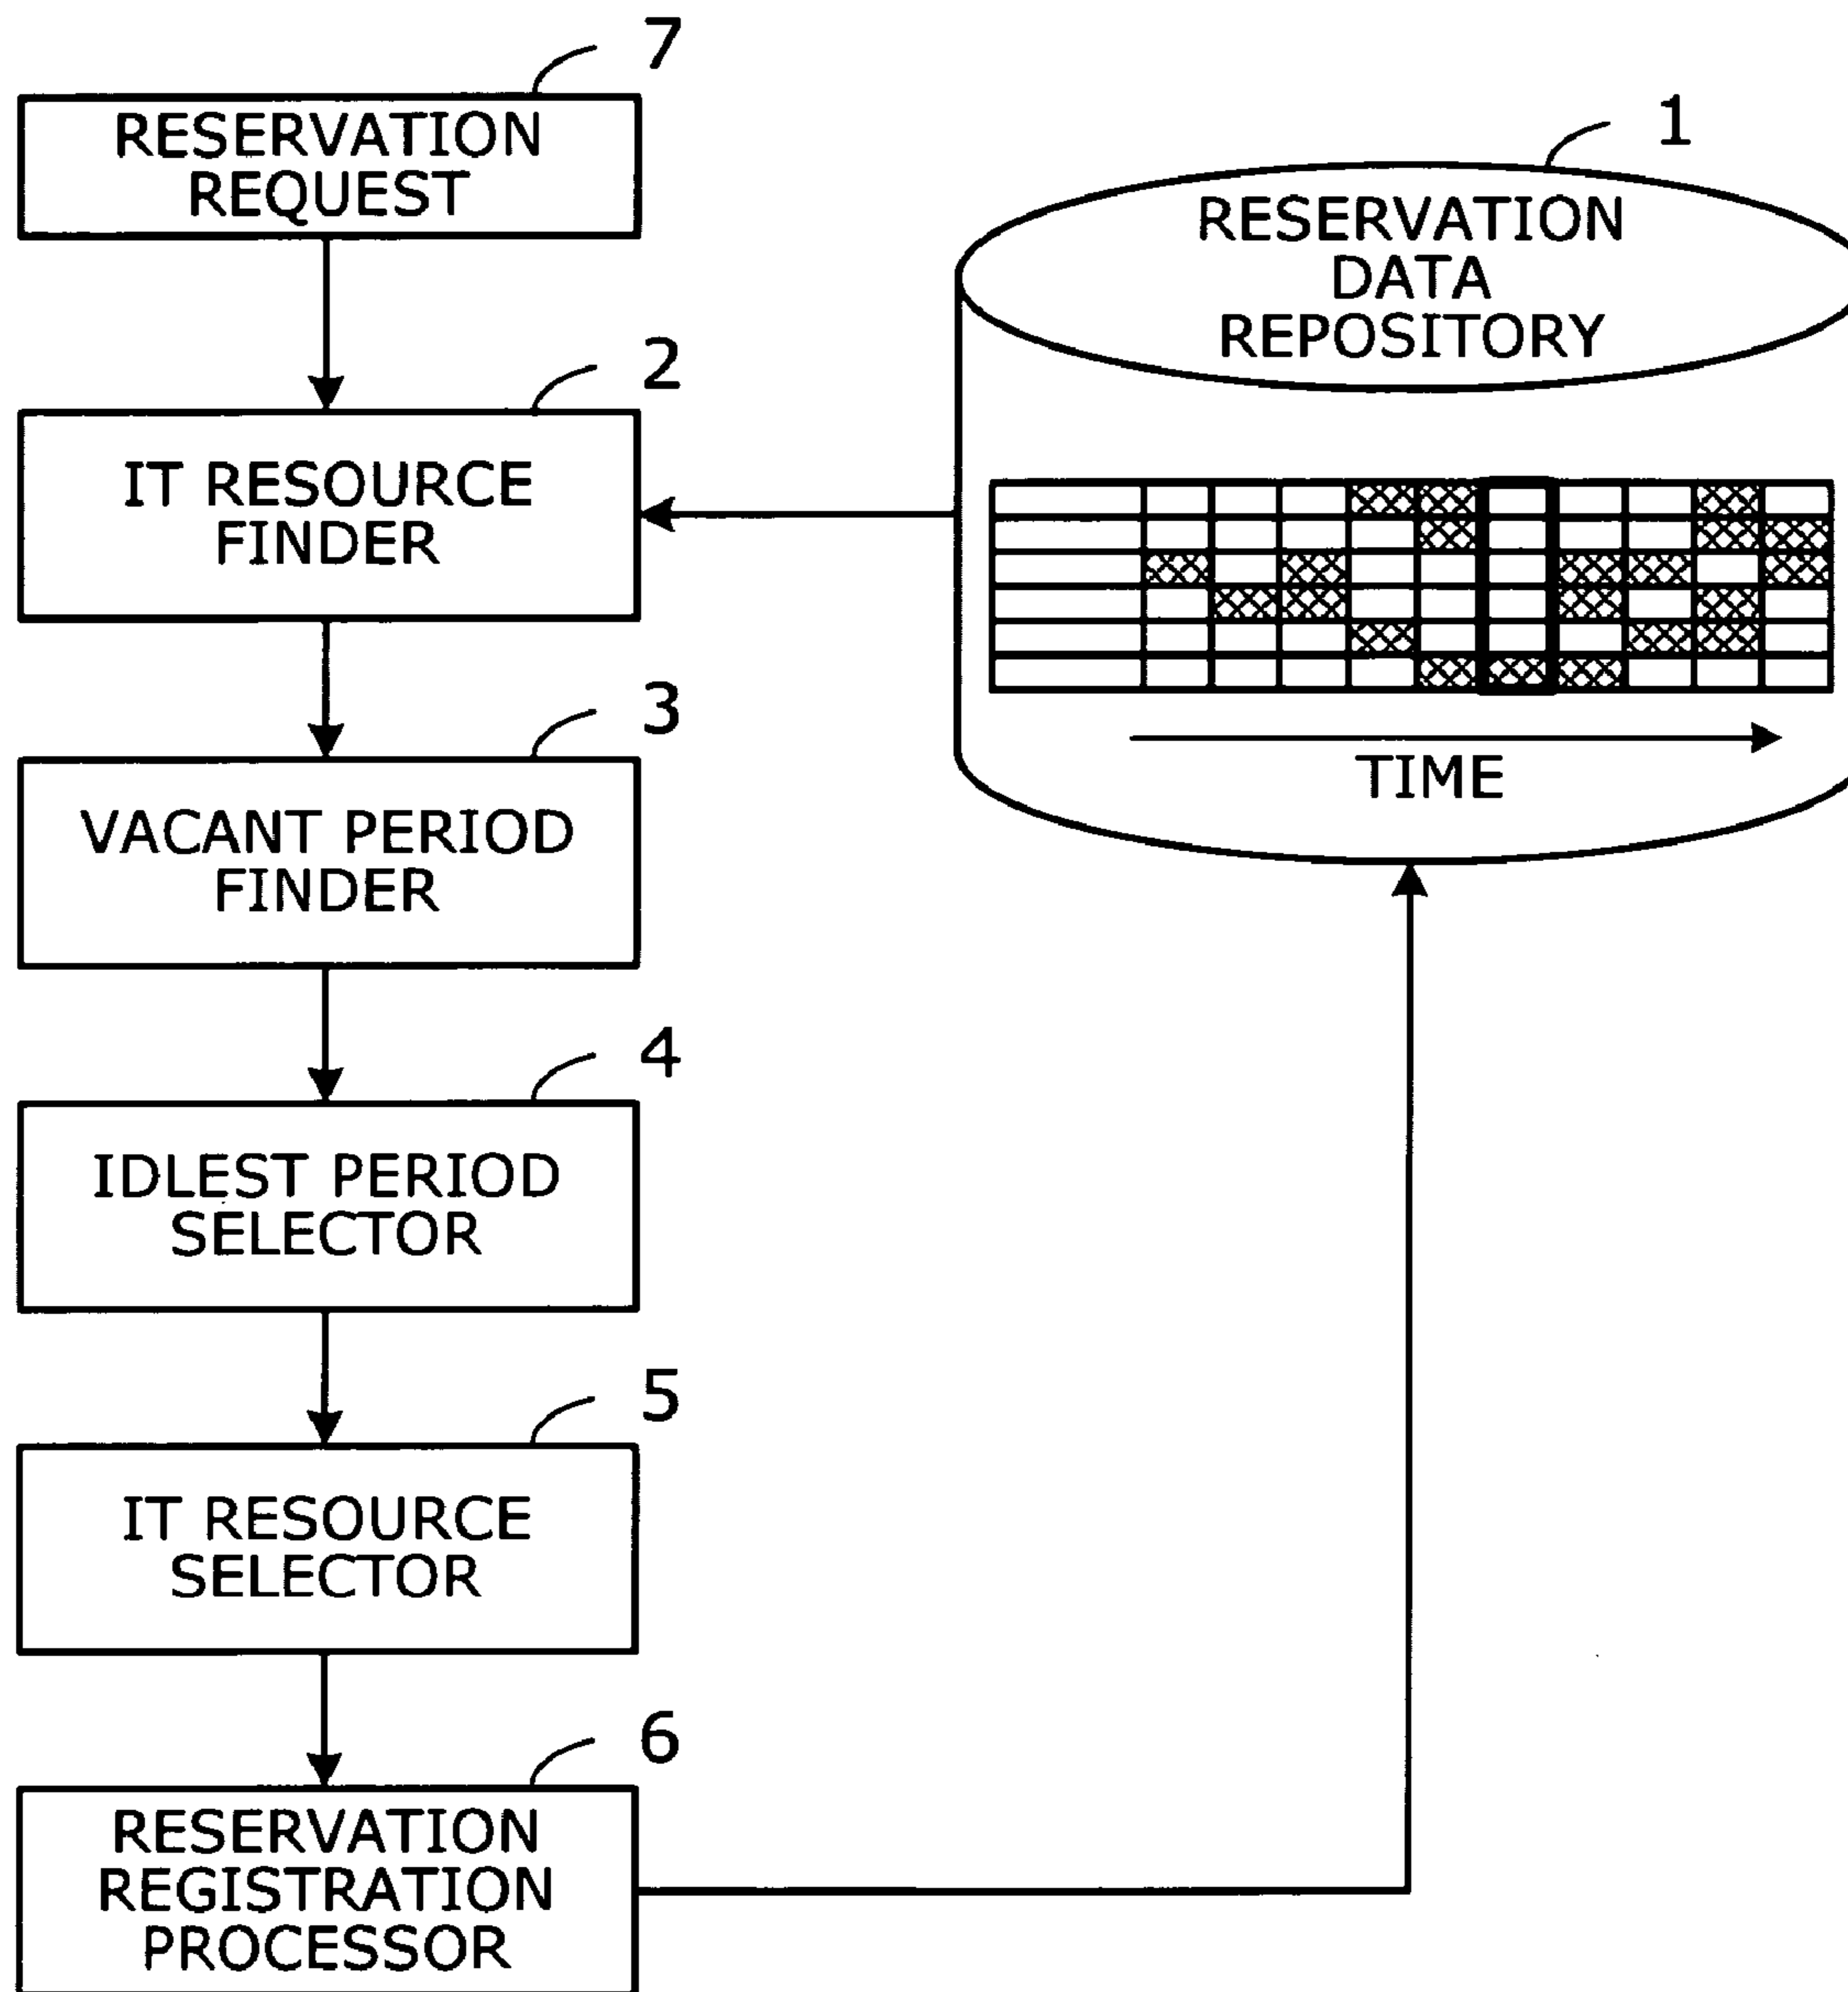 7
RESERVATION
REQUEST
1
RESERVATION
DATA
REPOSITORY
2
IT RESOURCE
FINDER
3
VACANT PERIOD
FINDER
TIME
4
IDLEST PERIOD
SELECTOR
5
IT RESOURCE
SELECTOR
6
RESERVATION
REGISTRATION
PROCESSOR